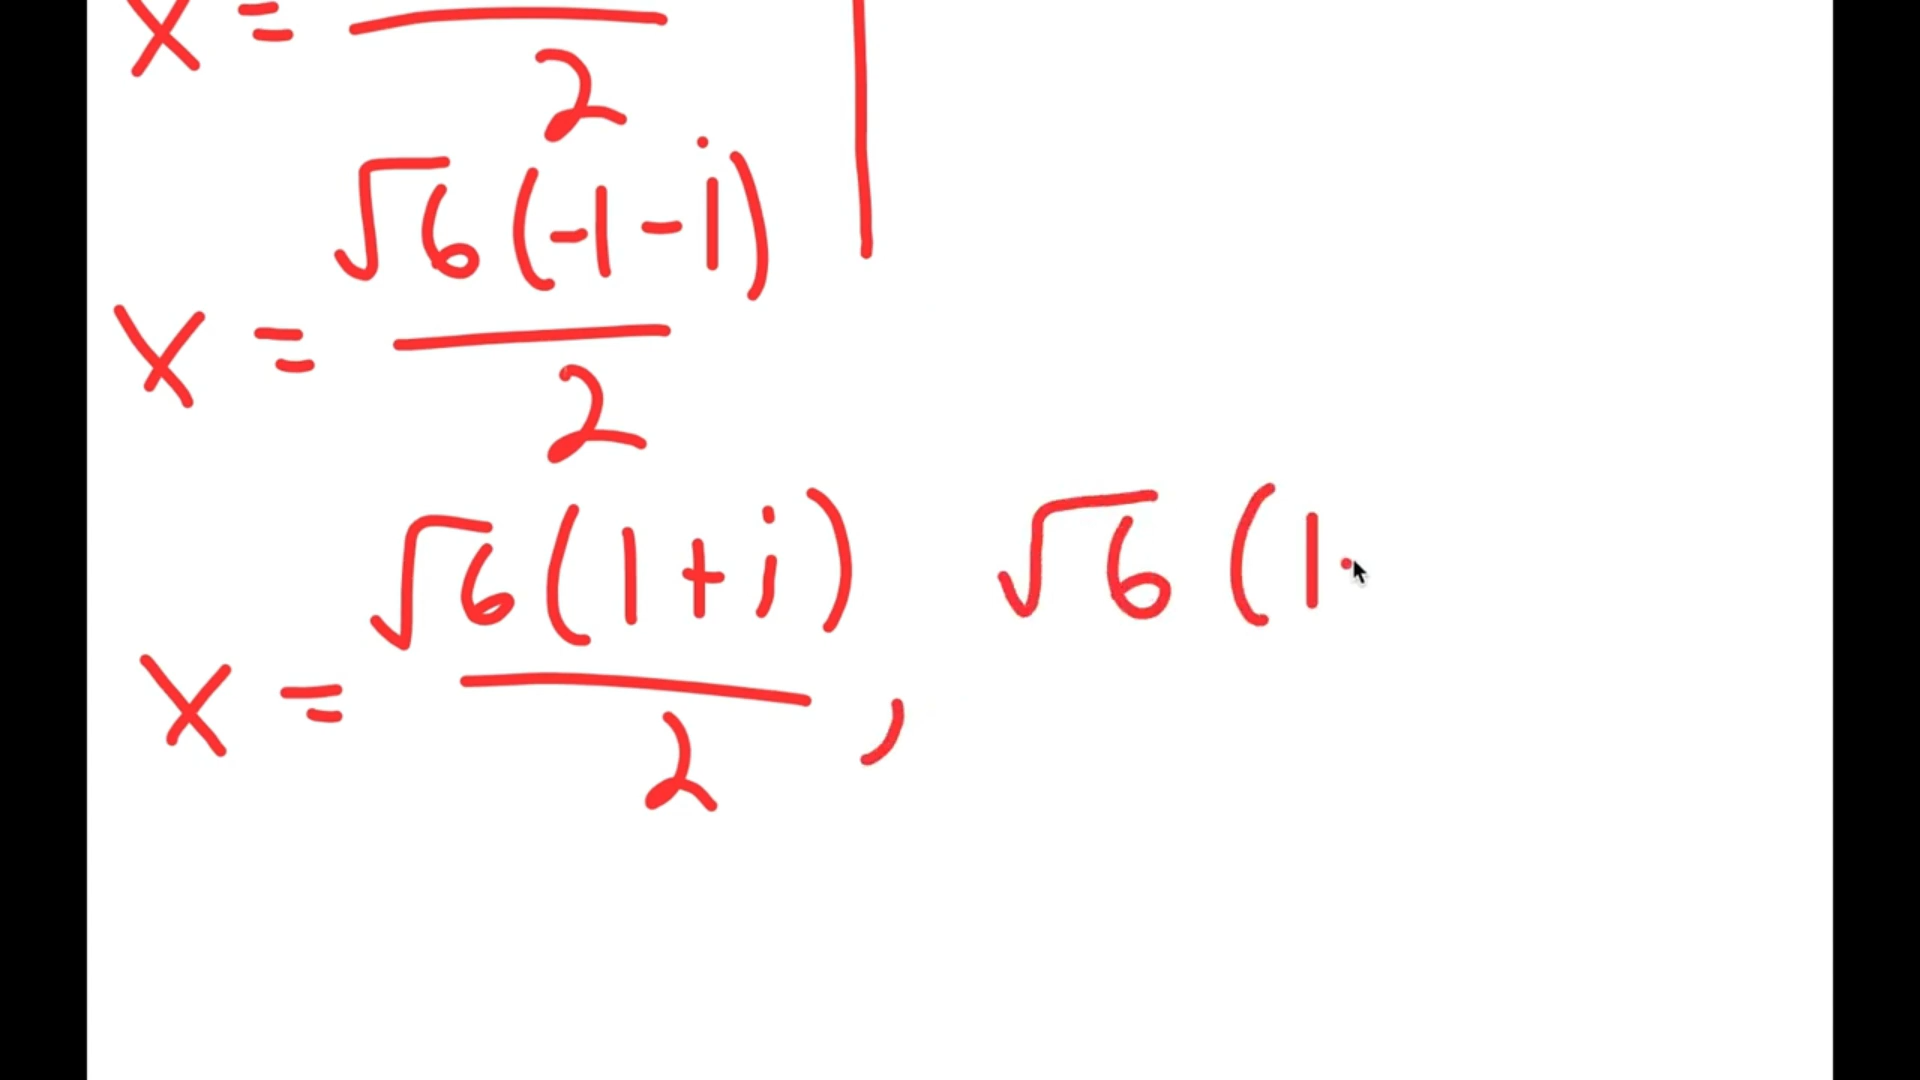 x = —/2
x = √6(-1-i)/2
x = √6(1+i)/2, √6(1